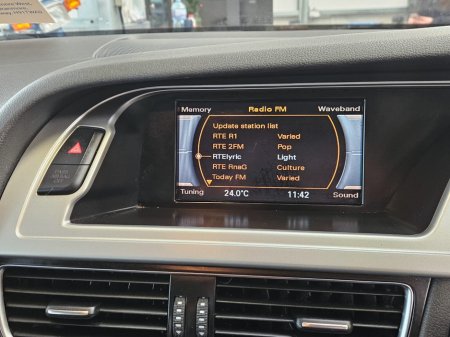 Memory Radio FM Waveband
Update station list
RTE R1 Varied
RTE 2FM Pop
RTElyric Light
RTE RnaG Culture
Today FM Varied
Tuning 24.0°C 11:42 Sound